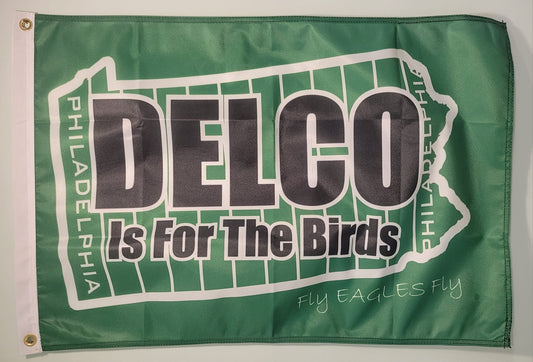 PHILADELPHIA
DELCO
Is For The Birds
PHILADELPHIA
Fly EAGLES Fly